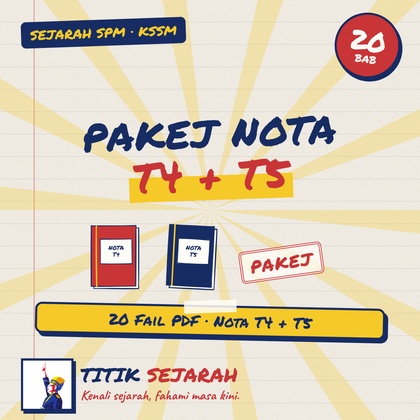 SEJARAH SPM · KSSM
20
BAB
PAKEJ NOTA
T4 + T5
NOTA
T4
NOTA
T5
PAKEJ
20 FAIL PDF · NOTA T4 + T5
TITIK SEJARAH
Kenali sejarah, fahami masa kini.